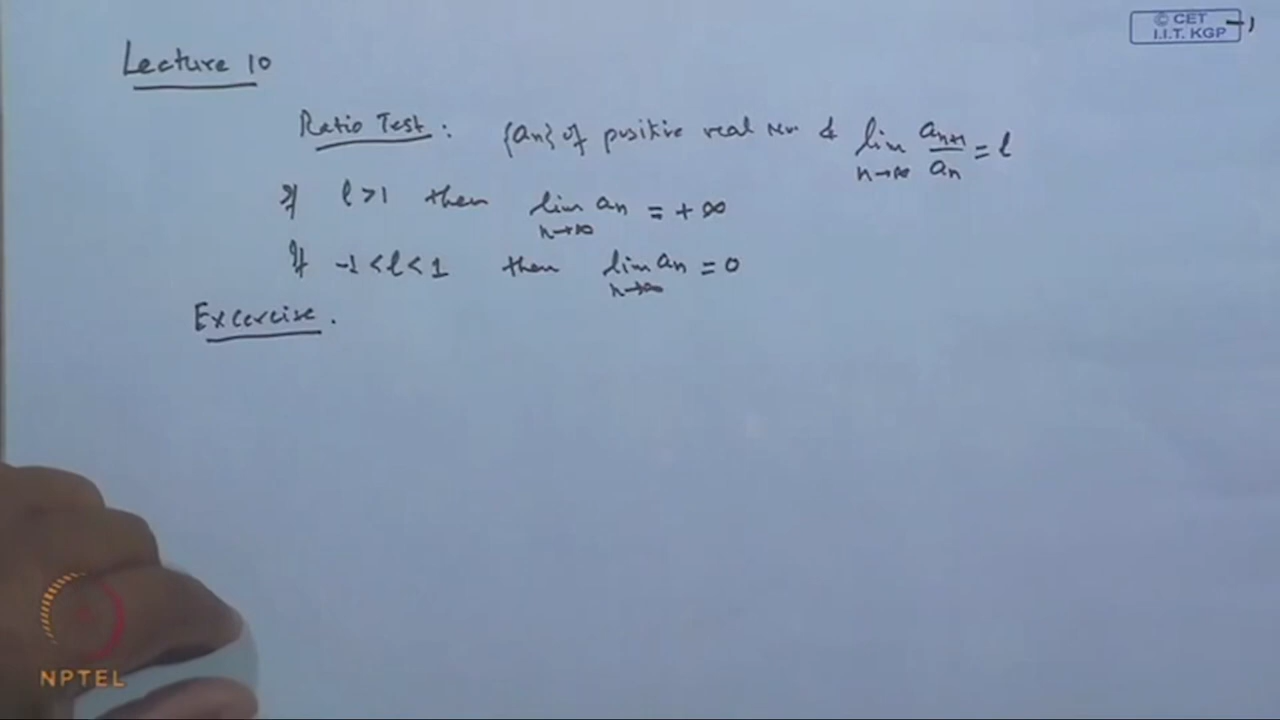 © CET
I.I.T. KGP
Lecture 10
Ratio Test : {an} of positive real Nr & lim n→∞ an+1/an = l
If l > 1 then lim n→∞ an = + ∞
If -1 < l < 1 then lim n→∞ an = 0
Excercise.
NPTEL